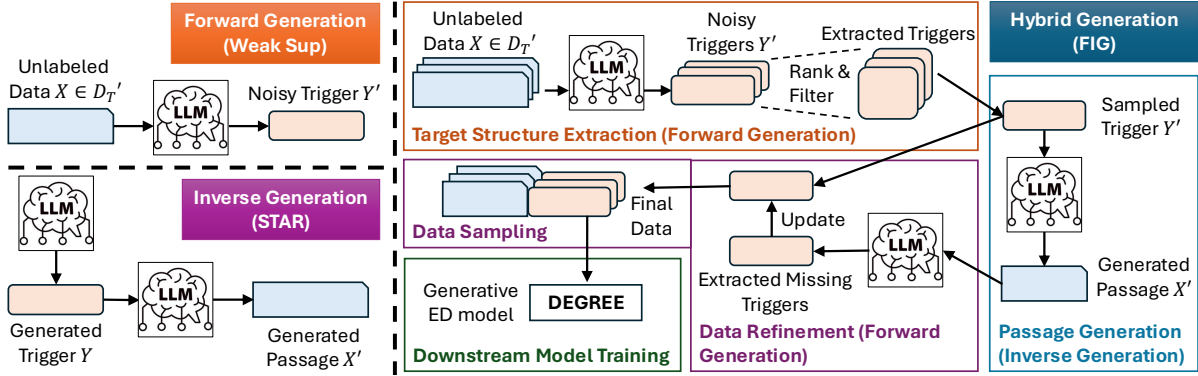 Forward Generation
(Weak Sup)
Unlabeled
Data X ∈ D_T′
LLM
Noisy Trigger Y′
Inverse Generation
(STAR)
LLM
Generated
Trigger Y
LLM
Generated
Passage X′
Unlabeled
Data X ∈ D_T′
LLM
Noisy
Triggers Y′
Rank &
Filter
Extracted Triggers
Target Structure Extraction (Forward Generation)
Hybrid Generation
(FIG)
Sampled
Trigger Y′
LLM
Generated
Passage X′
Passage Generation
(Inverse Generation)
Update
LLM
Extracted Missing
Triggers
Data Refinement (Forward
Generation)
Final
Data
Data Sampling
Generative
ED model
DEGREE
Downstream Model Training